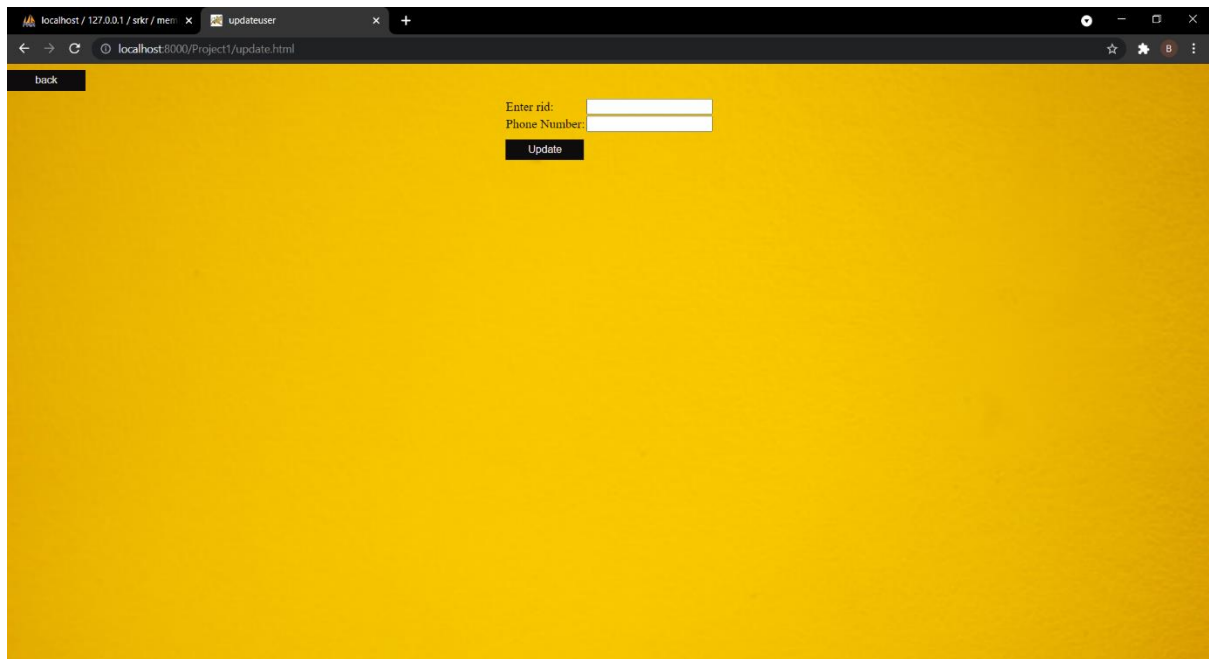 localhost / 127.0.0.1 / srkr / mem
updateuser
localhost:8000/Project1/update.html
B
back
Enter rid:
Phone Number:
Update